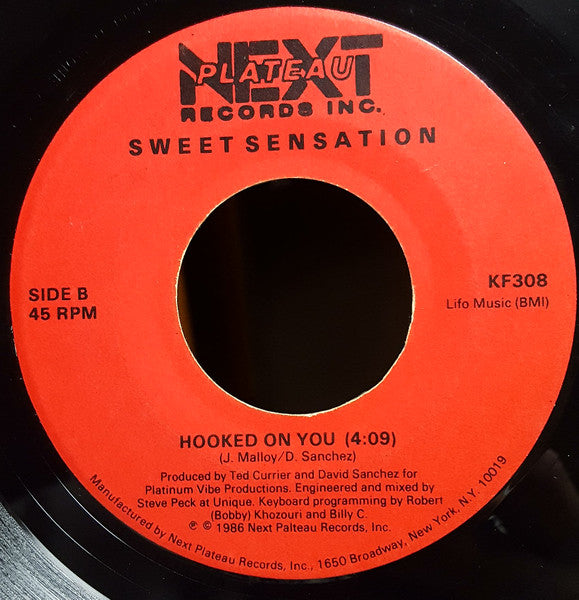 NEXT
PLATEAU
RECORDS INC.
SWEET SENSATION
SIDE B
45 RPM
KF308
Lifo Music (BMI)
HOOKED ON YOU (4:09)
(J. Malloy/D. Sanchez)
Produced by Ted Currier and David Sanchez for
Platinum Vibe Productions. Engineered and mixed by
Steve Peck at Unique. Keyboard programming by Robert
(Bobby) Khozouri and Billy C.
℗ © 1986 Next Palteau Records, Inc.
Manufactured by Next Plateau Records, Inc., 1650 Broadway, New York, N.Y. 10019